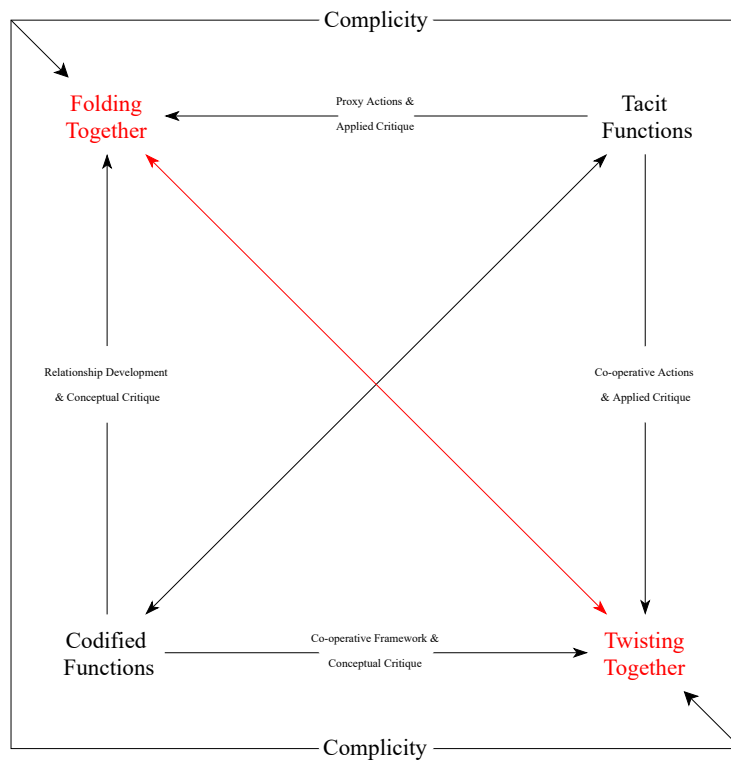 Complicity
Folding
Together
Proxy Actions &
Applied Critique
Tacit
Functions
Relationship Development
& Conceptual Critique
Co-operative Actions
& Applied Critique
Codified
Functions
Co-operative Framework &
Conceptual Critique
Twisting
Together
Complicity